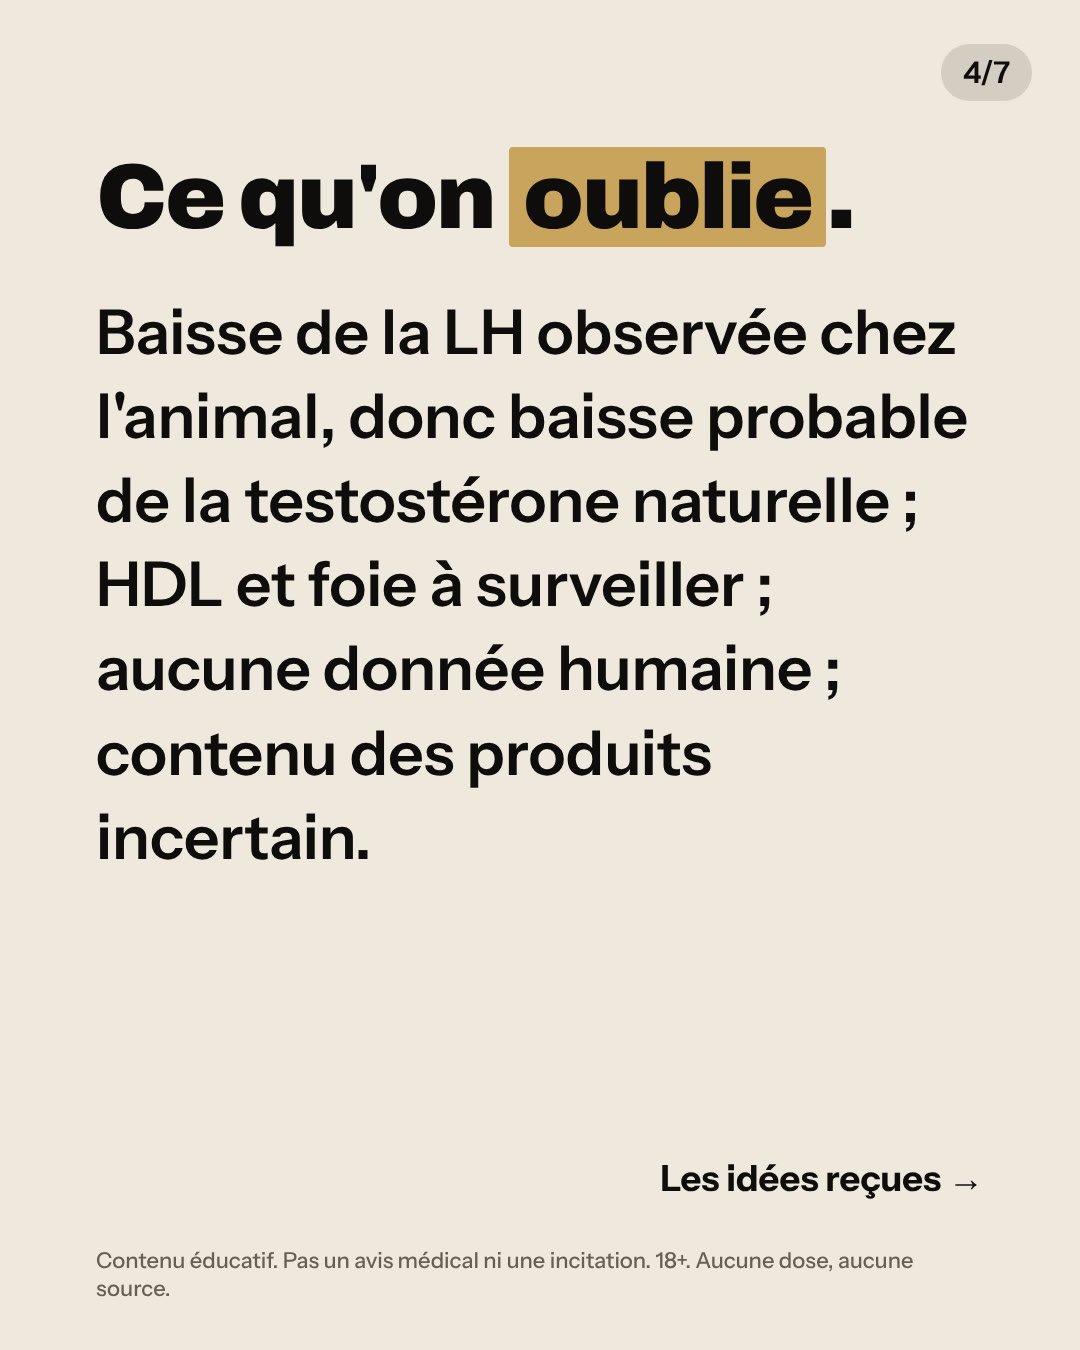 4/7
Ce qu'on oublie.
Baisse de la LH observée chez
l'animal, donc baisse probable
de la testostérone naturelle ;
HDL et foie à surveiller ;
aucune donnée humaine ;
contenu des produits
incertain.
Les idées reçues →
Contenu éducatif. Pas un avis médical ni une incitation. 18+. Aucune dose, aucune
source.